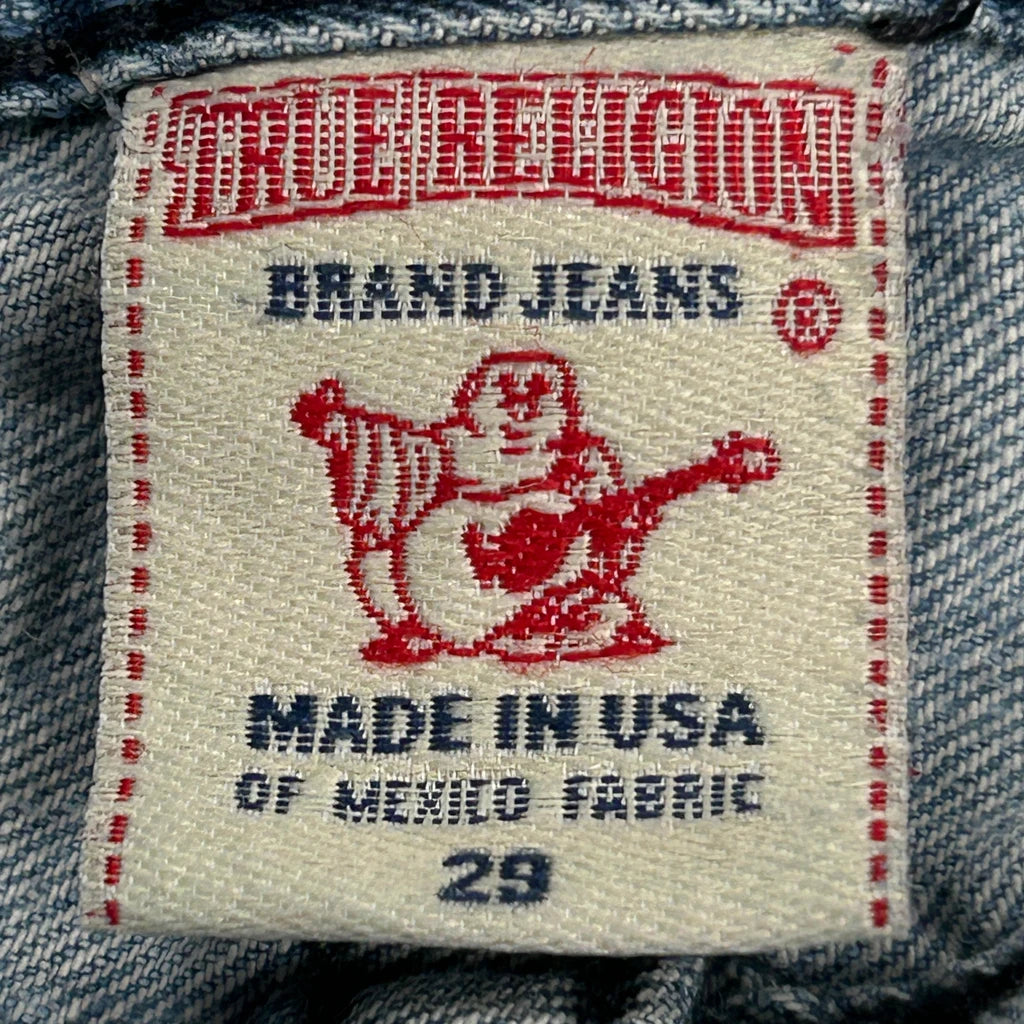 TRUE RELIGION
BRAND JEANS ®
MADE IN USA
OF MEXICO FABRIC
29